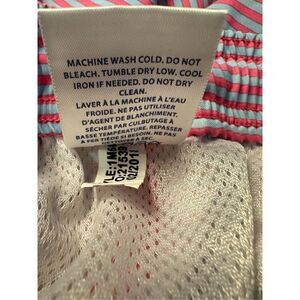 MACHINE WASH COLD. DO NOT
BLEACH. TUMBLE DRY LOW. COOL
IRON IF NEEDED. DO NOT DRY
CLEAN.
LAVER À LA MACHINE À L'EAU
FROIDE. NE PAS UTILISER
D'AGENT DE BLANCHIMENT.
SÉCHER PAR CULBUTAGE À
BASSE TEMPÉRATURE. REPASSER
À FER TIÈDE SI BESOIN. NE PAS
À SEC